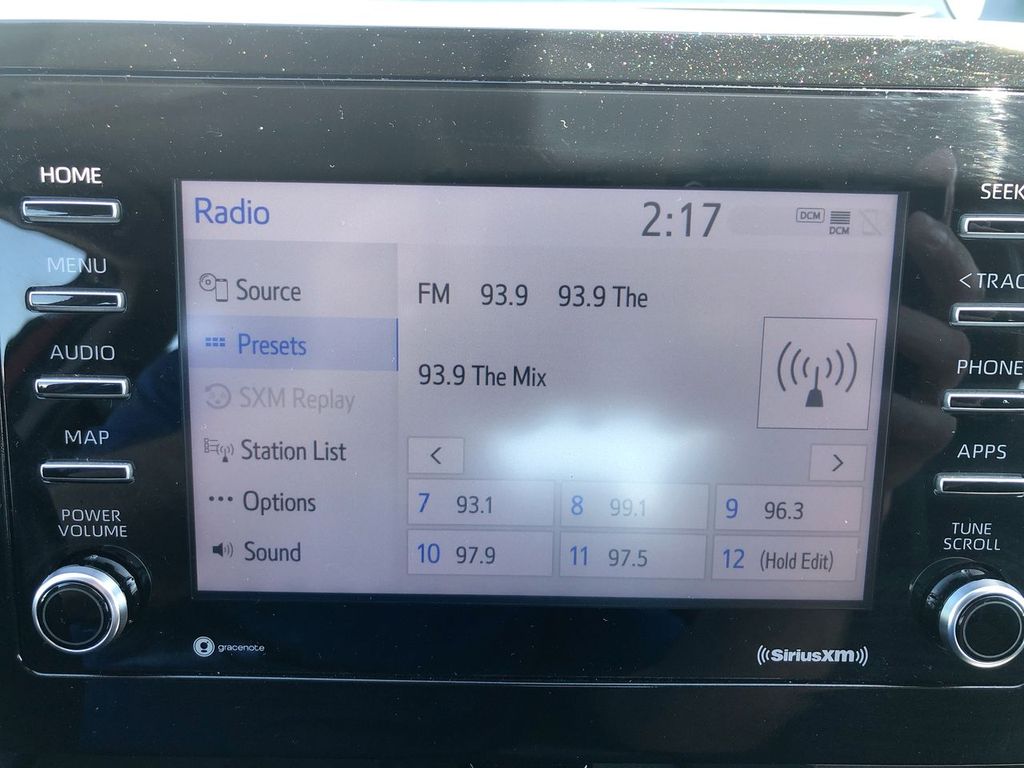 HOME
MENU
AUDIO
MAP
POWER
VOLUME
Radio
2:17
DCM
DCM
Source
Presets
SXM Replay
Station List
Options
Sound
FM 93.9 93.9 The
93.9 The Mix
<
>
7 93.1
8 99.1
9 96.3
10 97.9
11 97.5
12 (Hold Edit)
SEEK
< TRAC
PHONE
APPS
TUNE
SCROLL
gracenote
((SiriusXM))